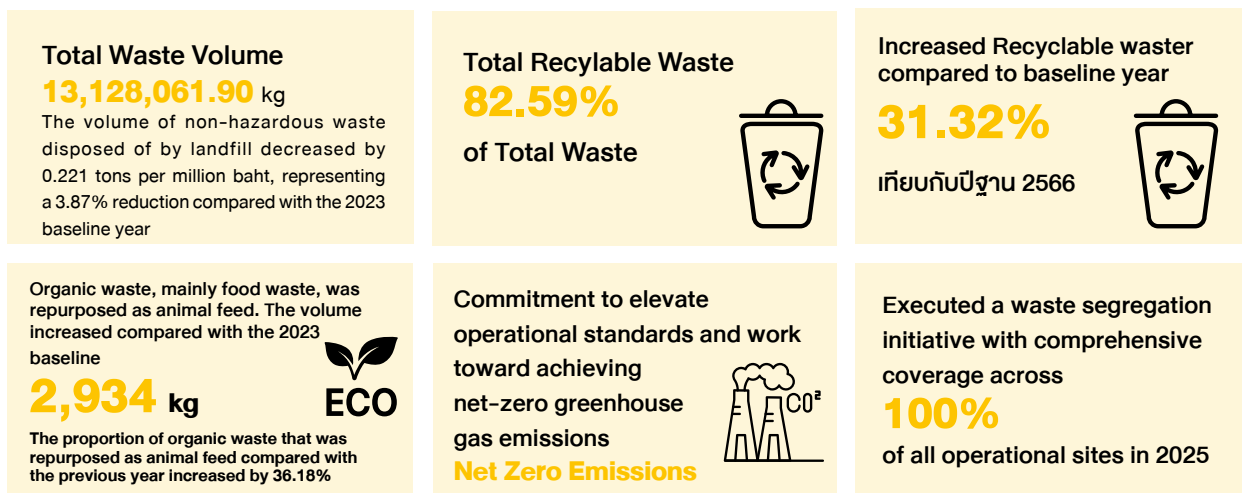 Total Waste Volume
13,128,061.90 kg
The volume of non-hazardous waste
disposed of by landfill decreased by
0.221 tons per million baht, representing
a 3.87% reduction compared with the 2023
baseline year
Total Recylable Waste
82.59%
of Total Waste
Increased Recyclable waster
compared to baseline year
31.32%
เทียบกับปีฐาน 2566
Organic waste, mainly food waste, was
repurposed as animal feed. The volume
increased compared with the 2023
baseline
2,934 kg
ECO
The proportion of organic waste that was
repurposed as animal feed compared with
the previous year increased by 36.18%
Commitment to elevate
operational standards and work
toward achieving
net-zero greenhouse
gas emissions
Net Zero Emissions
CO²
Executed a waste segregation
initiative with comprehensive
coverage across
100%
of all operational sites in 2025